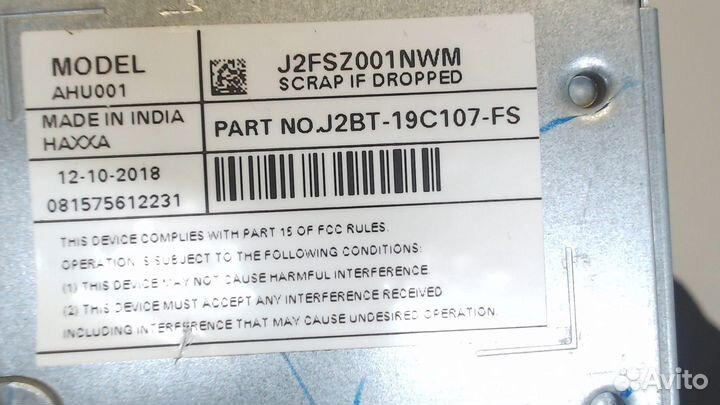 MODEL
AHU001
J2FSZ001NWM
SCRAP IF DROPPED
MADE IN INDIA
HAXXA
PART NO.J2BT-19C107-FS
12-10-2018
081575612231
THIS DEVICE COMPLIES WITH PART 15 OF FCC RULES.
OPERATION IS SUBJECT TO THE FOLLOWING CONDITIONS:
(1) THIS DEVICE MAY NOT CAUSE HARMFUL INTERFERENCE.
(2) THIS DEVICE MUST ACCEPT ANY INTERFERENCE RECEIVED
INCLUDING INTERFERENCE THAT MAY CAUSE UNDESIRED OPERATION.
Avito